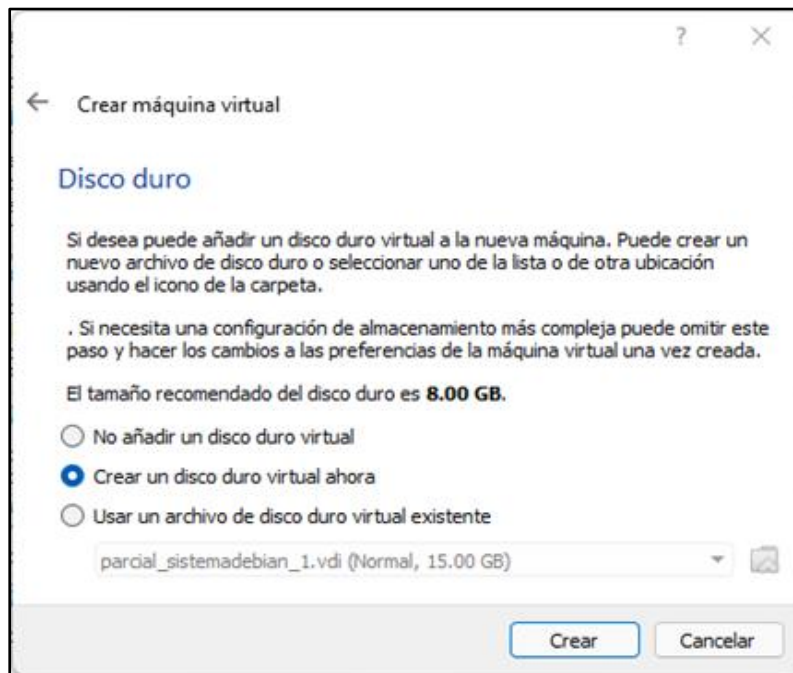 ?
Crear máquina virtual
Disco duro
Si desea puede añadir un disco duro virtual a la nueva máquina. Puede crear un
nuevo archivo de disco duro o seleccionar uno de la lista o de otra ubicación
usando el icono de la carpeta.
. Si necesita una configuración de almacenamiento más compleja puede omitir este
paso y hacer los cambios a las preferencias de la máquina virtual una vez creada.
El tamaño recomendado del disco duro es 8.00 GB.
No añadir un disco duro virtual
Crear un disco duro virtual ahora
Usar un archivo de disco duro virtual existente
parcial_sistemadebian_1.vdi (Normal, 15.00 GB)
Crear Cancelar